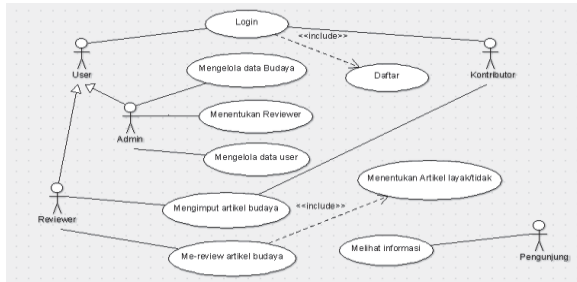 Login
<<include>>
User
Mengelola data Budaya
Daftar
Kontributor
Menentukan Reviewer
Admin
Mengelola data user
Menentukan Artikel layak/tidak
Reviewer
Mengimput artikel budaya
<<include>>
Melihat informasi
Me-review artikel budaya
Pengunjung